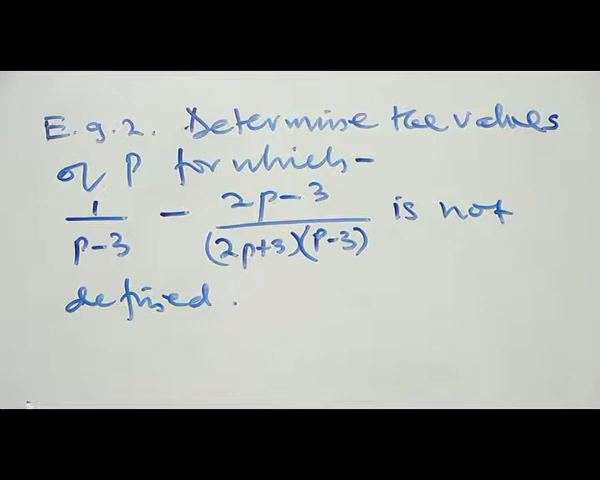 E.g.2. Determine the values
of P for which -
1/(p-3) - (2p-3)/((2p+3)(p-3)) is not
defined.